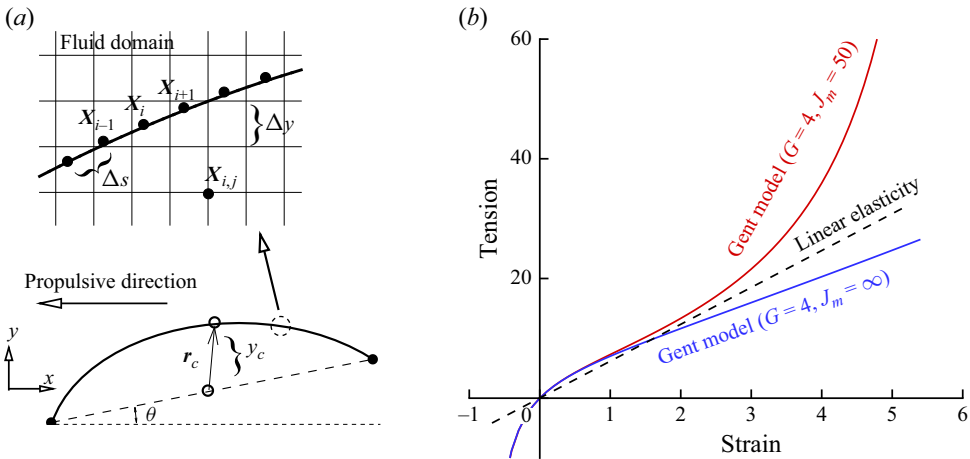 (a)
Fluid domain
X_{i–1}
X_i
X_{i+1}
Δy
Δs
X_{i,j}
Propulsive direction
y
x
r_c
y_c
θ
(b)
60
40
20
0
–1
1
2
3
4
5
6
Tension
Strain
Gent model (G = 4, J_m = 50)
Linear elasticity
Gent model (G = 4, J_m = ∞)